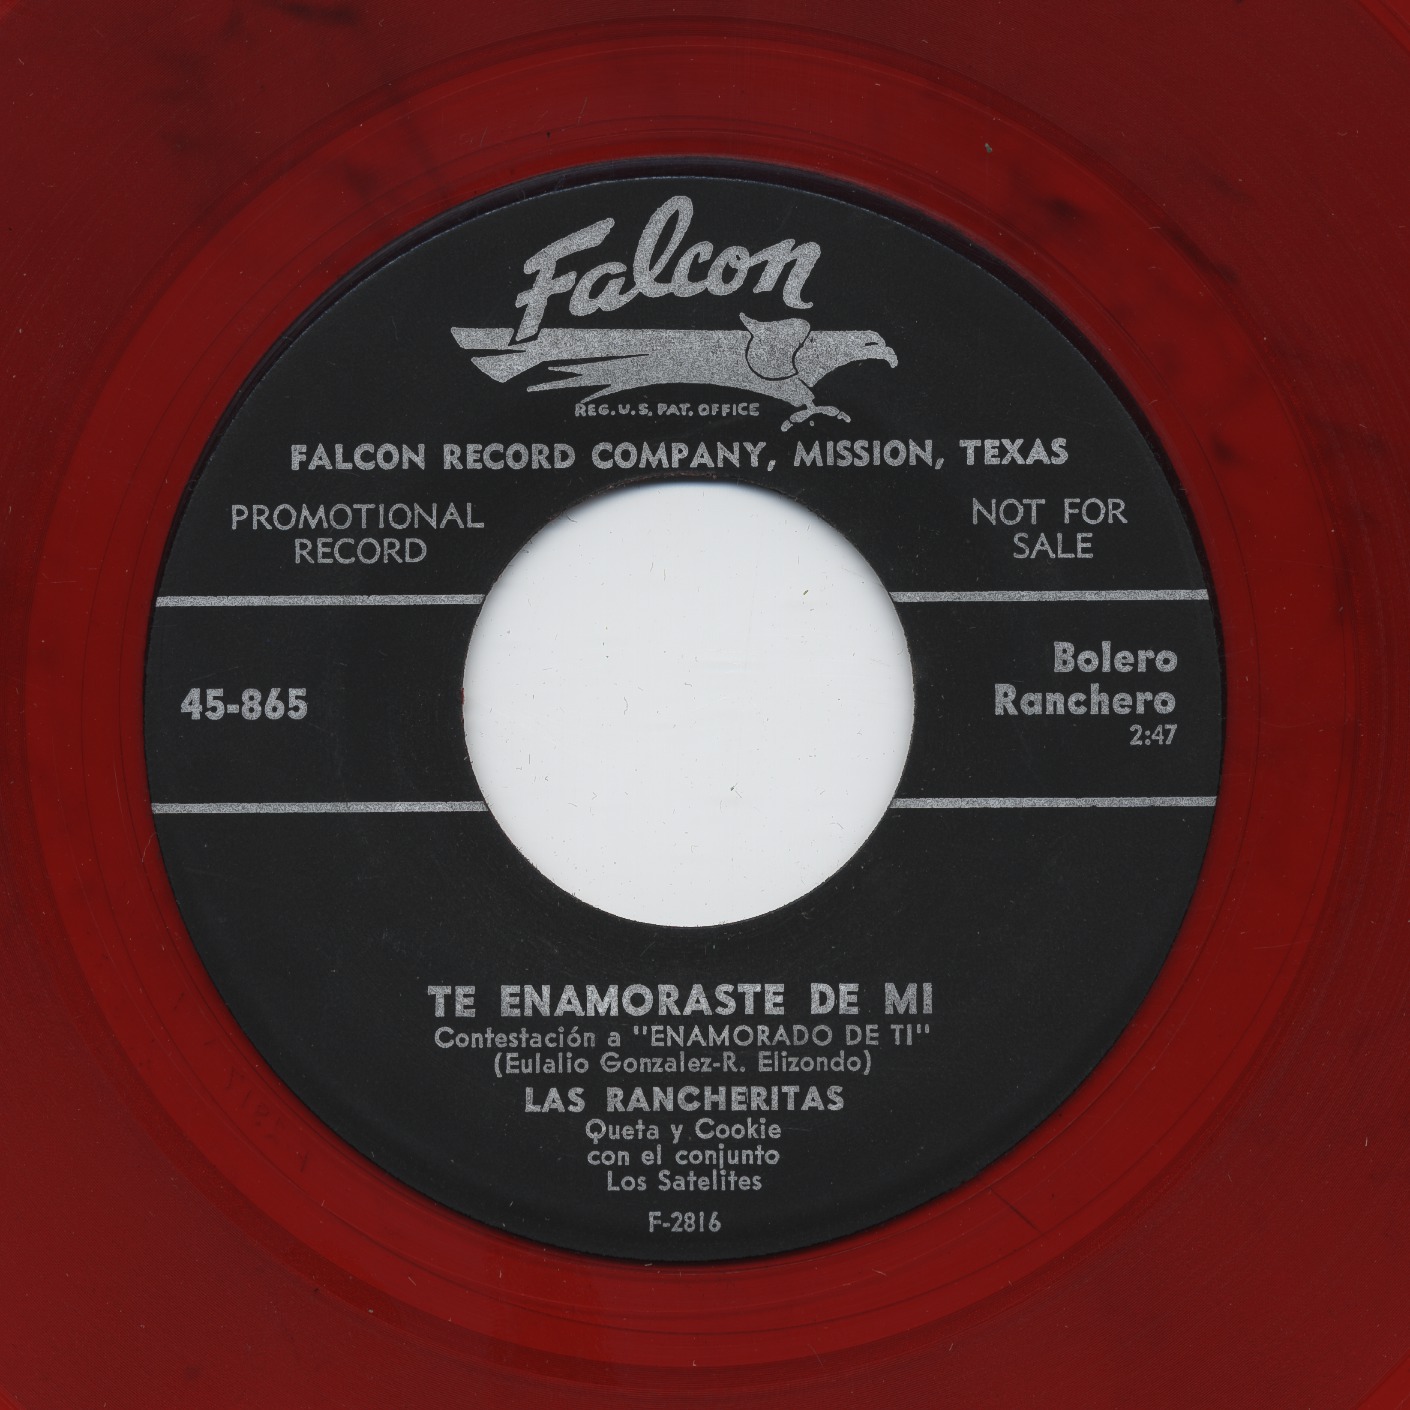 Falcon
REG. U.S. PAT. OFFICE
FALCON RECORD COMPANY, MISSION, TEXAS
PROMOTIONAL
RECORD
NOT FOR
SALE
45-865
Bolero
Ranchero
2:47
TE ENAMORASTE DE MI
Contestación a "ENAMORADO DE TI"
(Eulalio Gonzalez-R. Elizondo)
LAS RANCHERITAS
Queta y Cookie
con el conjunto
Los Satelites
F-2816